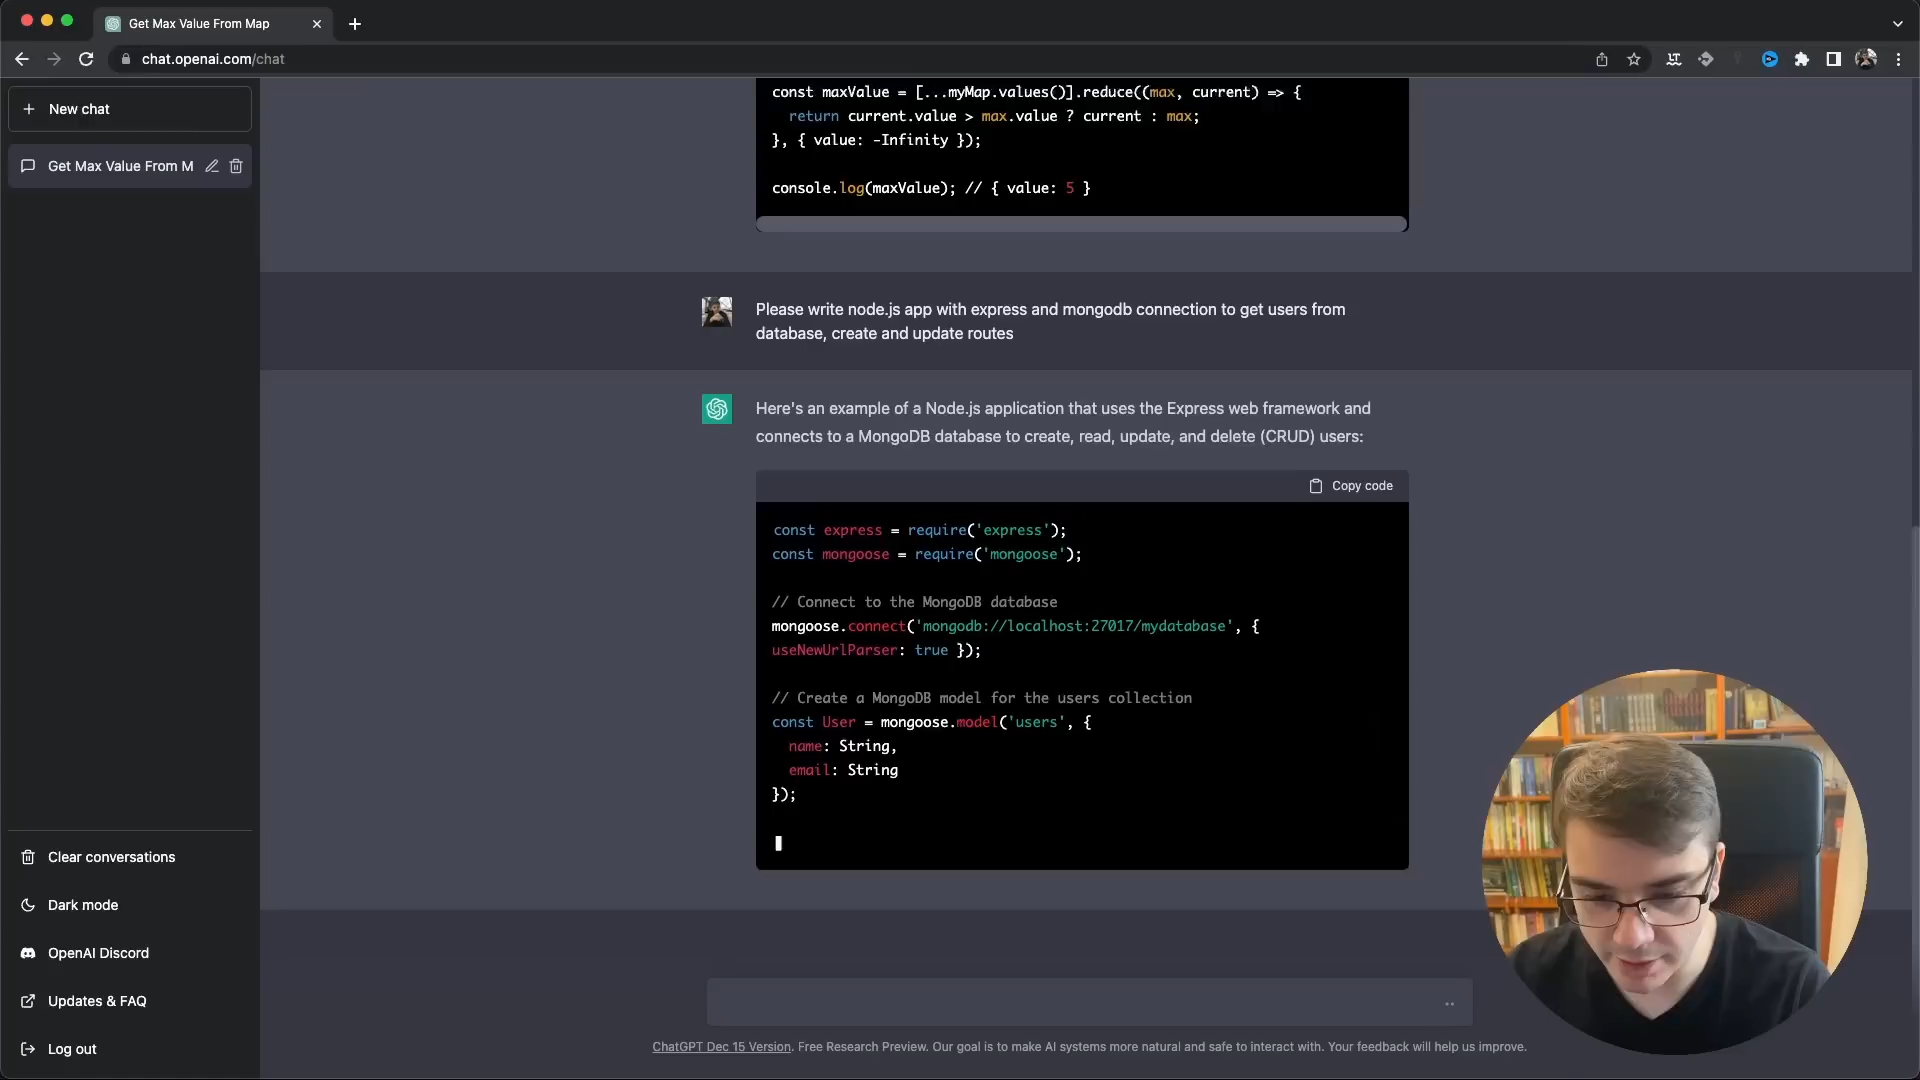 Get Max Value From Map
chat.openai.com/chat
New chat
Get Max Value From M
const maxValue = [...myMap.values()].reduce((max, current) => {
return current.value > max.value ? current : max;
}, { value: -Infinity });
console.log(maxValue); // { value: 5 }
Please write node.js app with express and mongodb connection to get users from
database, create and update routes
Here's an example of a Node.js application that uses the Express web framework and
connects to a MongoDB database to create, read, update, and delete (CRUD) users:
Copy code
const express = require('express');
const mongoose = require('mongoose');
// Connect to the MongoDB database
mongoose.connect('mongodb://localhost:27017/mydatabase', {
useNewUrlParser: true });
// Create a MongoDB model for the users collection
const User = mongoose.model('users', {
name: String,
email: String
});
Clear conversations
Dark mode
OpenAI Discord
Updates & FAQ
Log out
ChatGPT Dec 15 Version. Free Research Preview. Our goal is to make AI systems more natural and safe to interact with. Your feedback will help us improve.